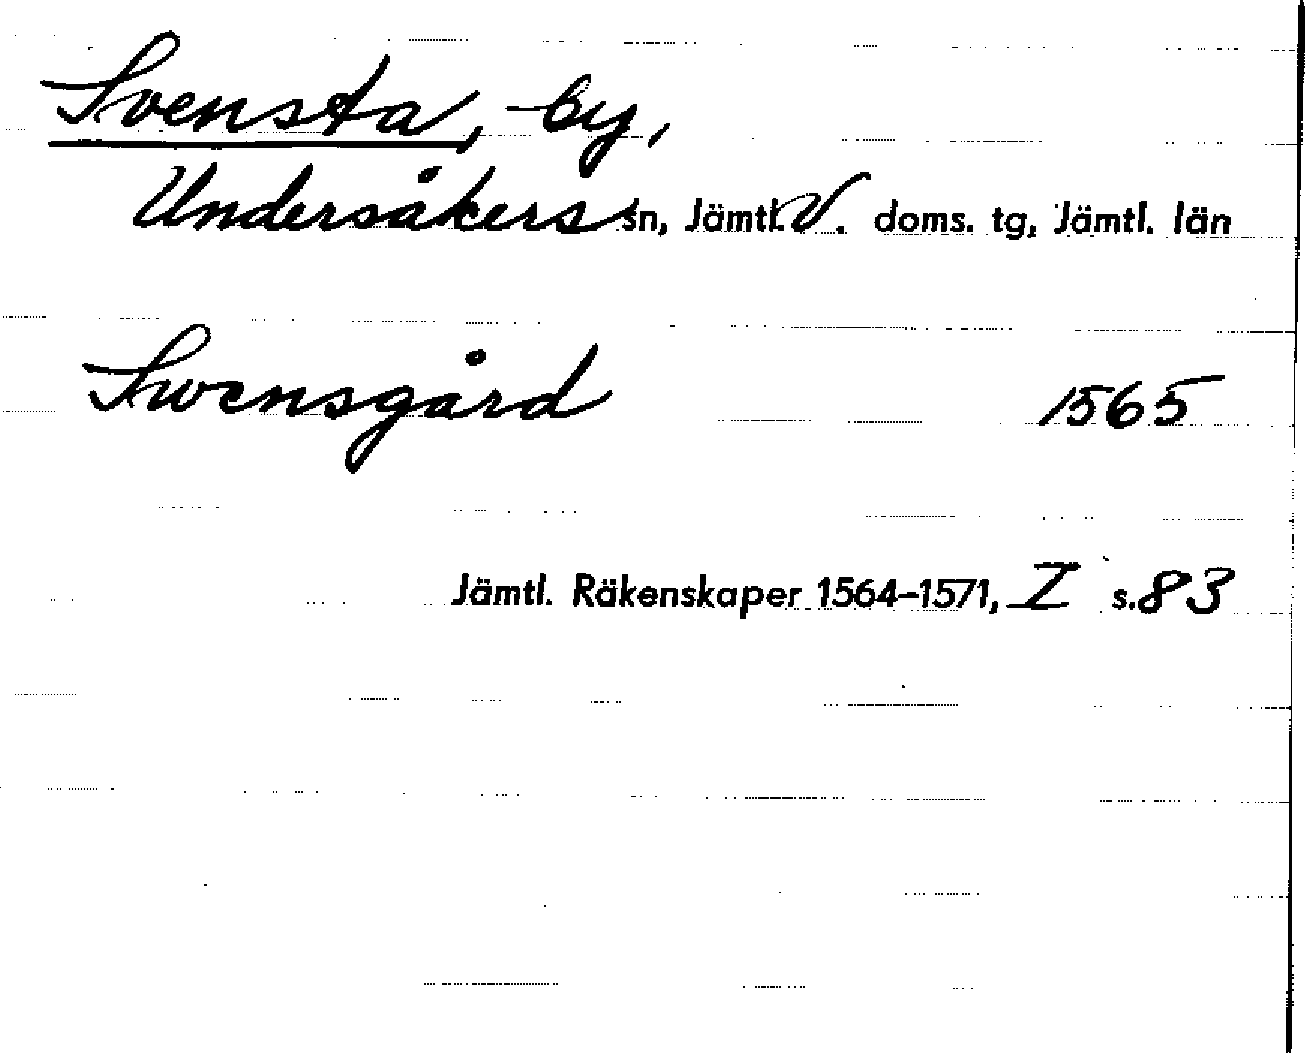 Svensta, by,
Undersåkers sn, Jämtl. V. doms. tg, Jämtl. län
Swensgård 1565
Jämtl. Räkenskaper 1564–1571, I s. 83